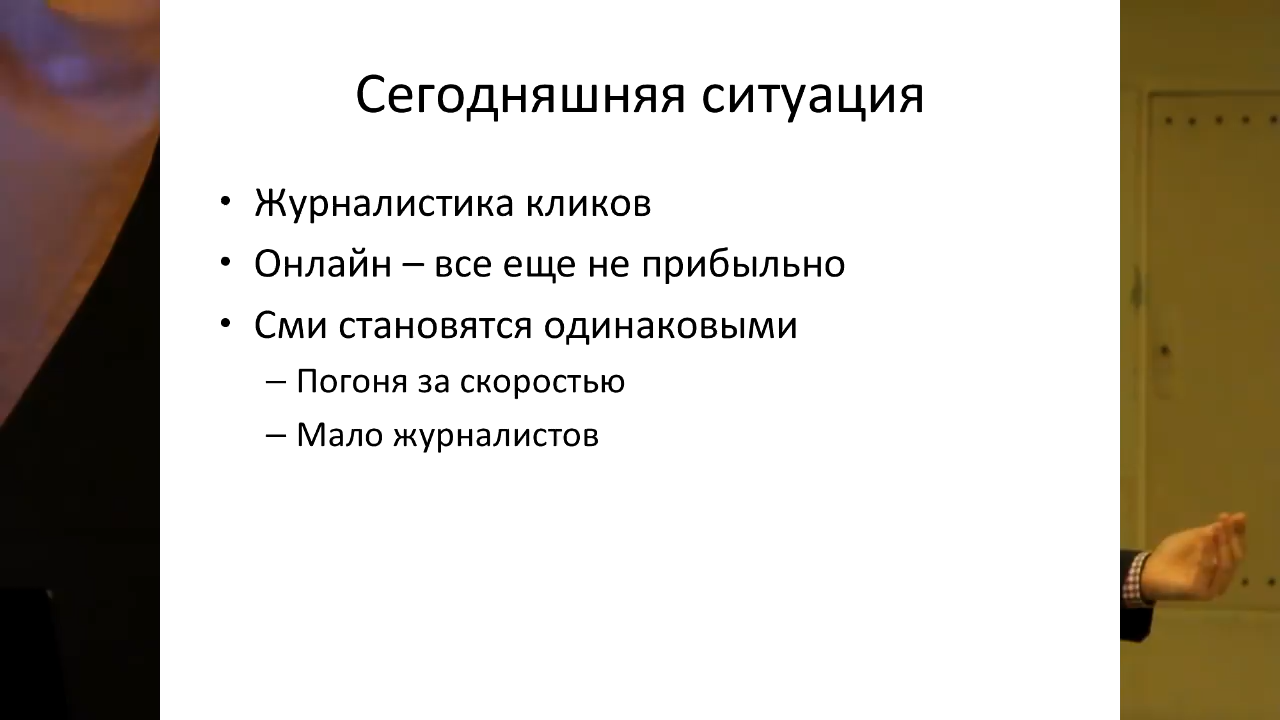 Сегодняшняя ситуация
• Журналистика кликов
• Онлайн – все еще не прибыльно
• Сми становятся одинаковыми
– Погоня за скоростью
– Мало журналистов